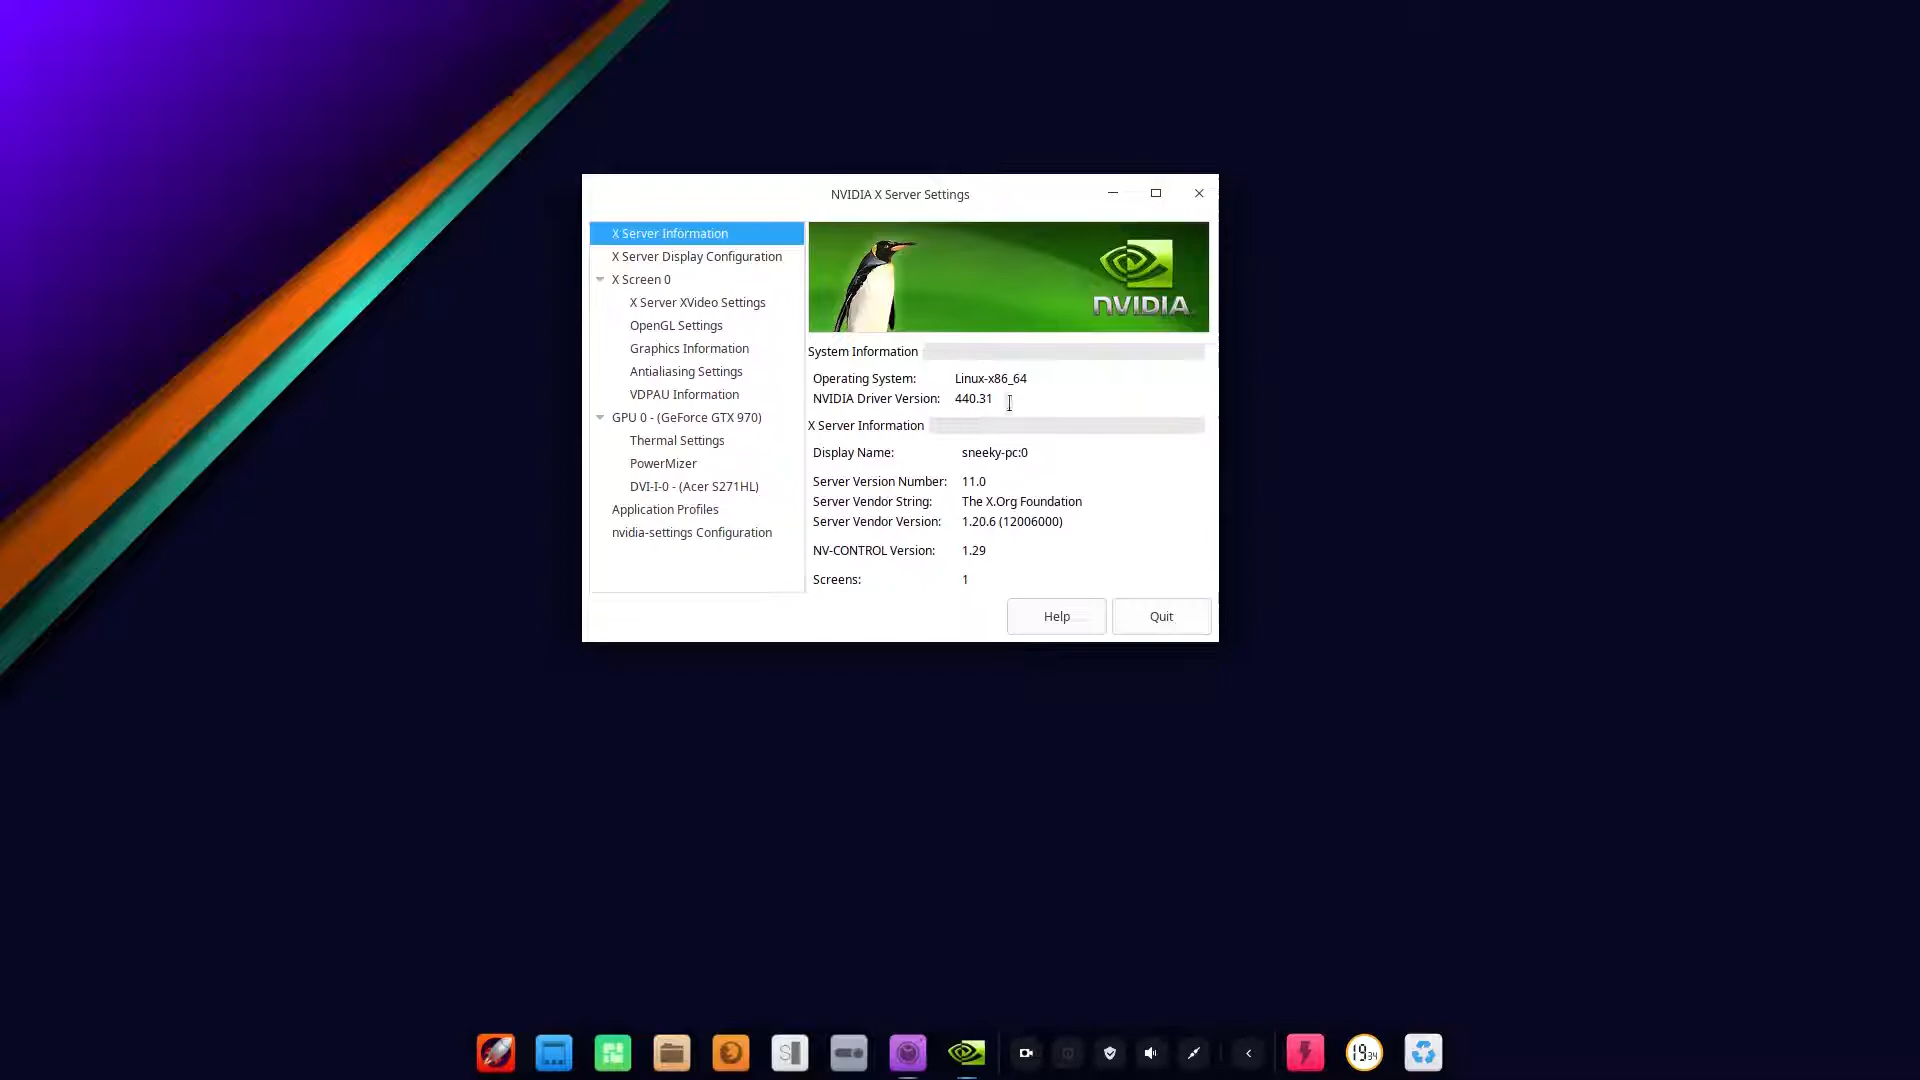 NVIDIA X Server Settings
X Server Information
X Server Display Configuration
X Screen 0
X Server XVideo Settings
OpenGL Settings
Graphics Information
Antialiasing Settings
VDPAU Information
GPU 0 - (GeForce GTX 970)
Thermal Settings
PowerMizer
DVI-I-0 - (Acer S271HL)
Application Profiles
nvidia-settings Configuration
NVIDIA
System Information
Operating System: Linux-x86_64
NVIDIA Driver Version: 440.31
X Server Information
Display Name: sneeky-pc:0
Server Version Number: 11.0
Server Vendor String: The X.Org Foundation
Server Vendor Version: 1.20.6 (12006000)
NV-CONTROL Version: 1.29
Screens: 1
Help Quit
S
19 34